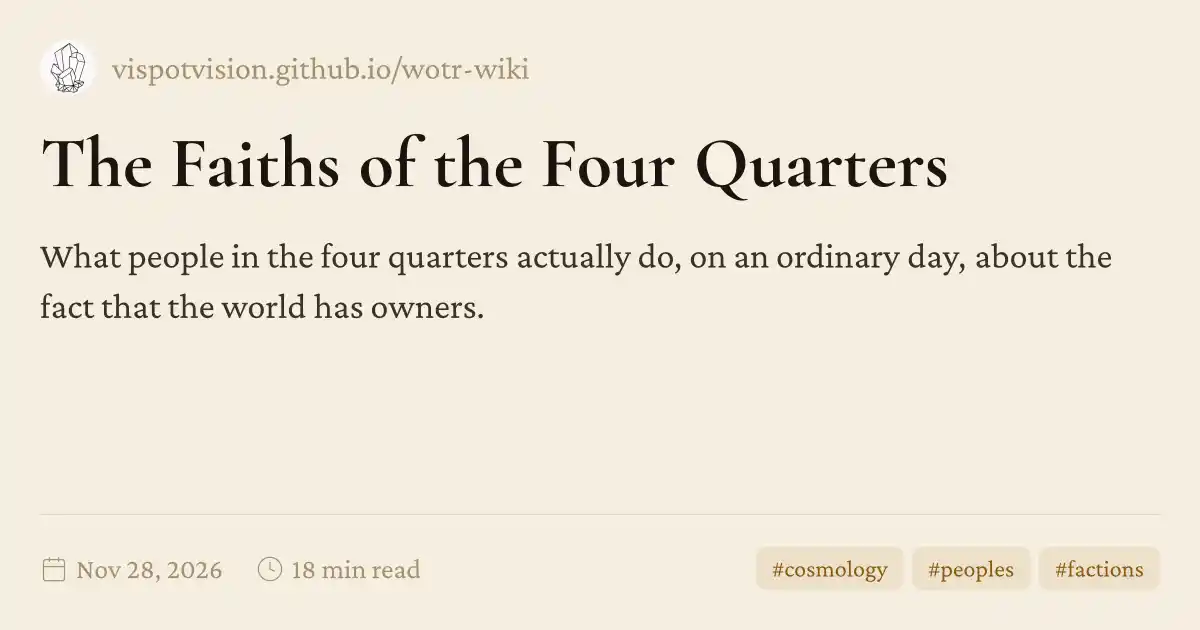 vispotvision.github.io/wotr-wiki
The Faiths of the Four Quarters
What people in the four quarters actually do, on an ordinary day, about the
fact that the world has owners.
Nov 28, 2026 18 min read #cosmology #peoples #factions